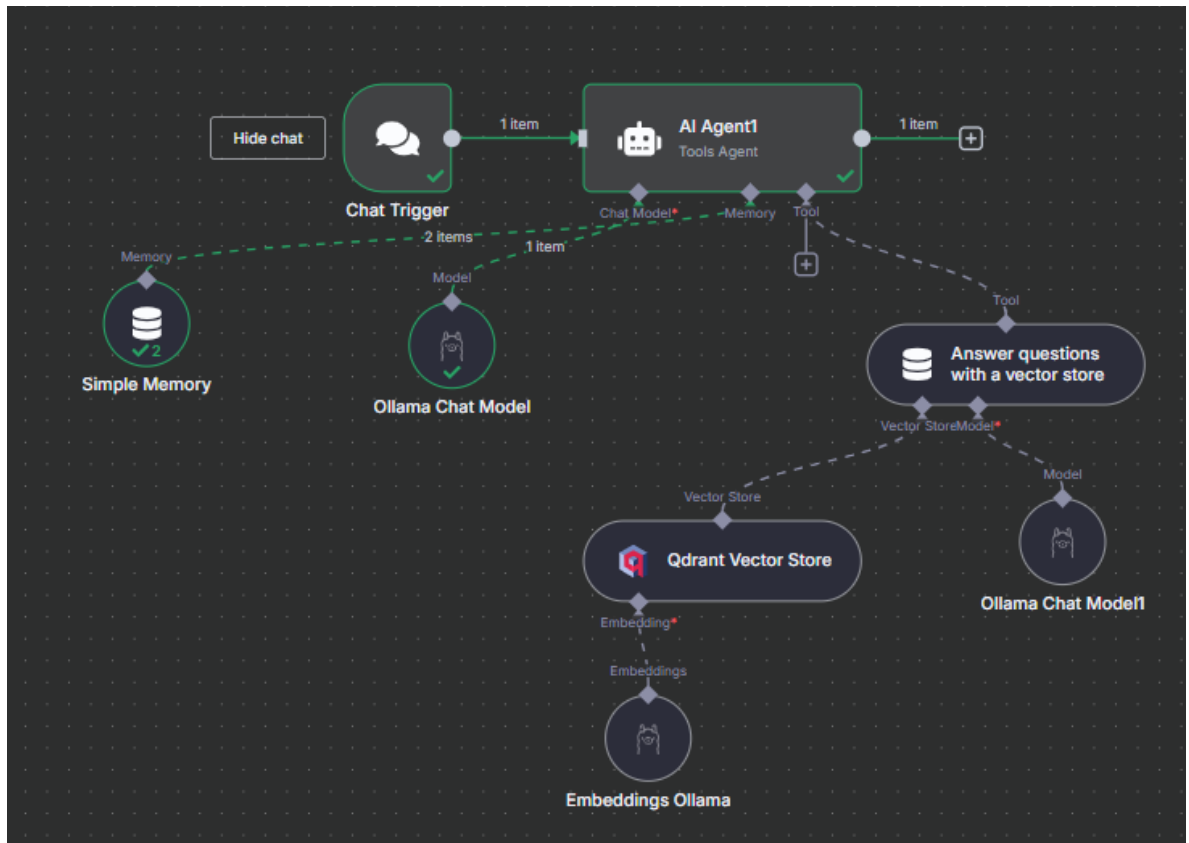 Hide chat
1 item
AI Agent1
Tools Agent
1 item
Chat Trigger
Chat Model*
Memory
Tool
2 items
1 item
Memory
Model
Simple Memory
2
Ollama Chat Model
Tool
Answer questions
with a vector store
Vector Store
Model*
Vector Store
Model
Qdrant Vector Store
Ollama Chat Model1
Embedding*
Embeddings
Embeddings Ollama